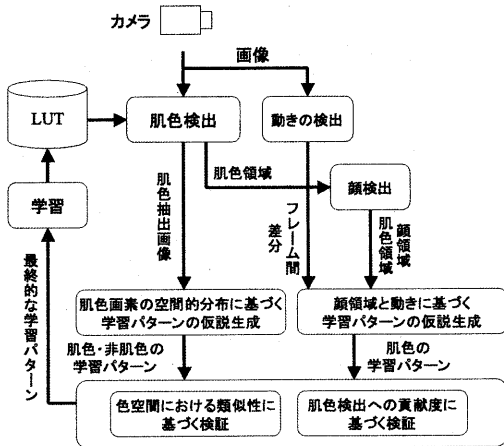 カメラ
画像
LUT
肌色検出
動きの検出
肌色領域
顔検出
学習
肌色抽出画像
フレーム間
差分
顔領域
肌色領域
最終的な学習パターン
肌色画素の空間的分布に基づく
学習パターンの仮説生成
顔領域と動きに基づく
学習パターンの仮説生成
肌色・非肌色の
学習パターン
肌色の
学習パターン
色空間における類似性に
基づく検証
肌色検出への貢献度に
基づく検証